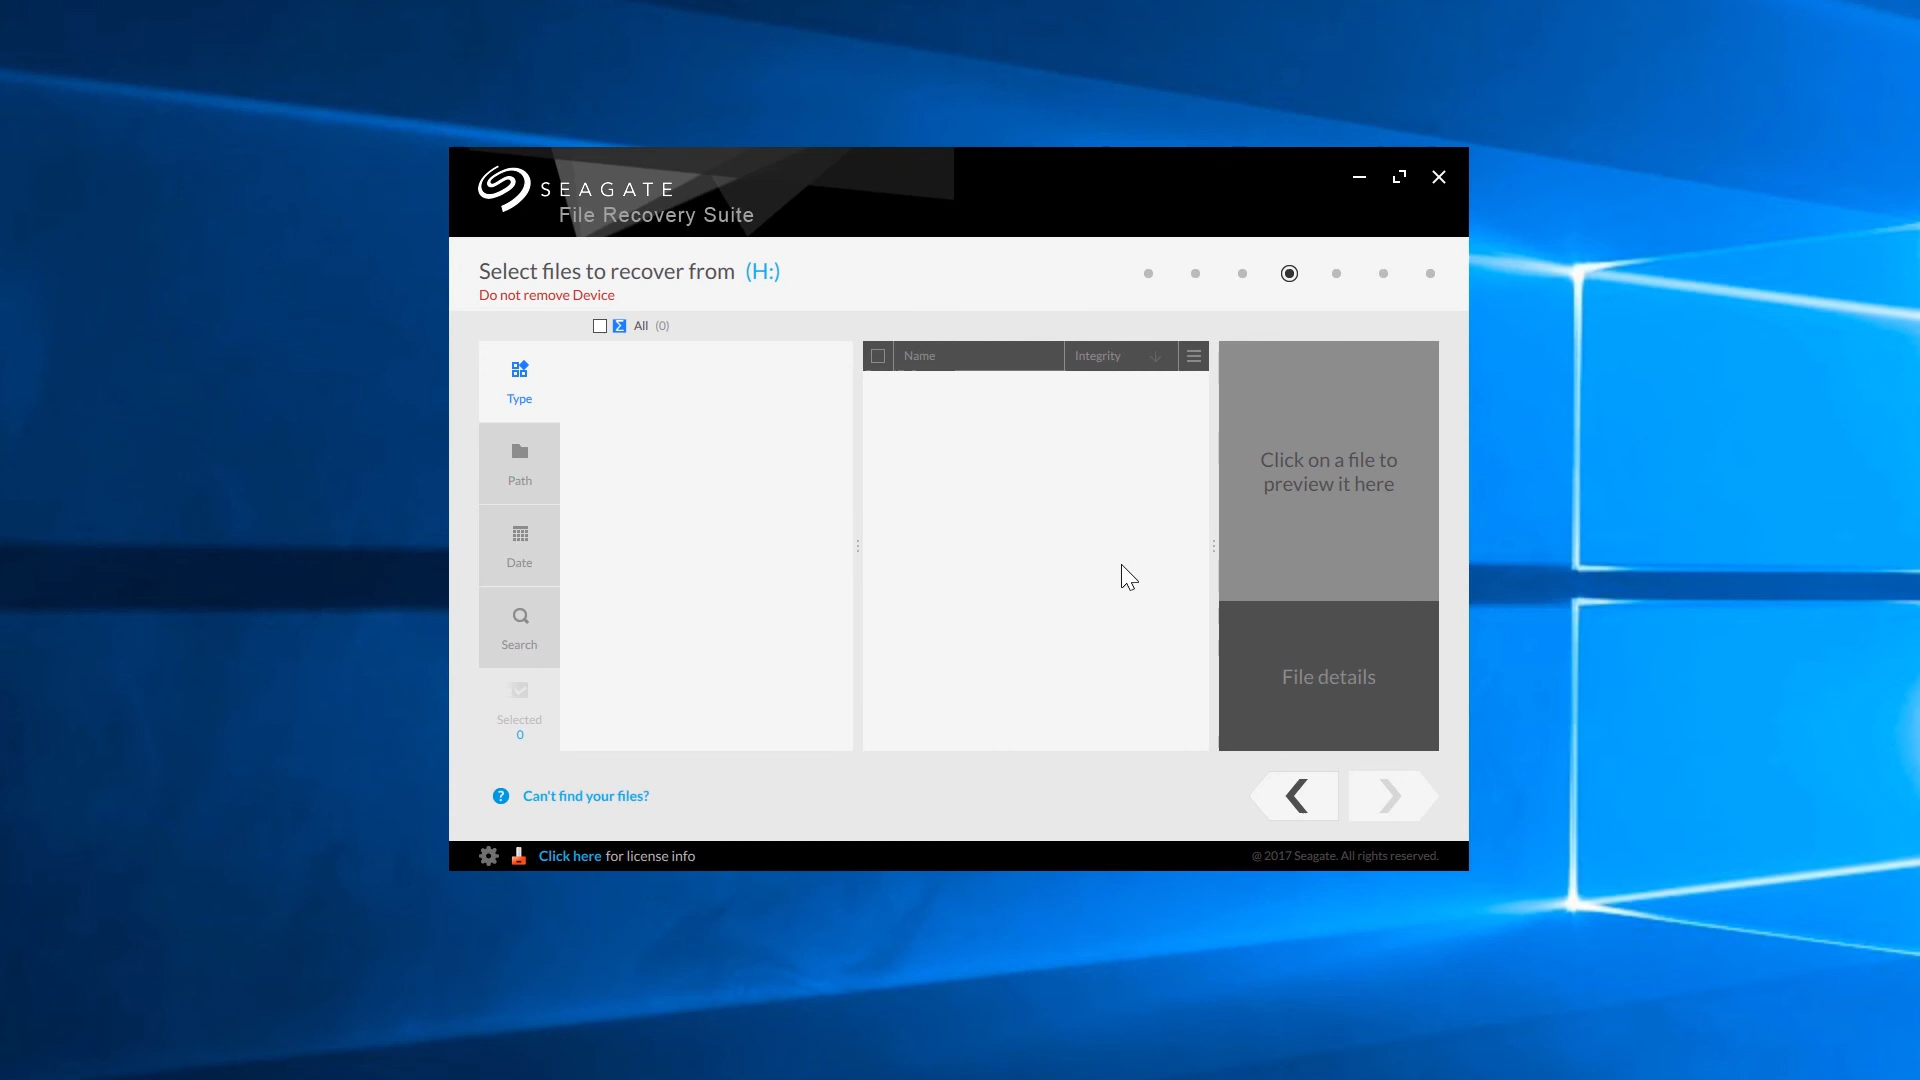 SEAGATE
File Recovery Suite
Select files to recover from (H:)
Do not remove Device
All (0)
Type
Path
Date
Search
Selected
0
Name
Integrity
Click on a file to
preview it here
File details
? Can't find your files?
Click here for license info
@ 2017 Seagate. All rights reserved.